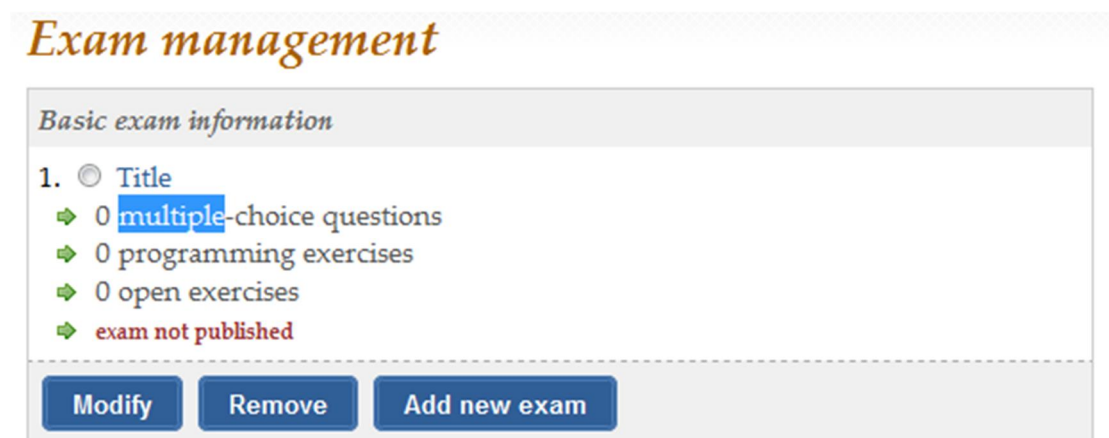 Exam management
Basic exam information
1. Title
0 multiple-choice questions
0 programming exercises
0 open exercises
exam not published
Modify Remove Add new exam